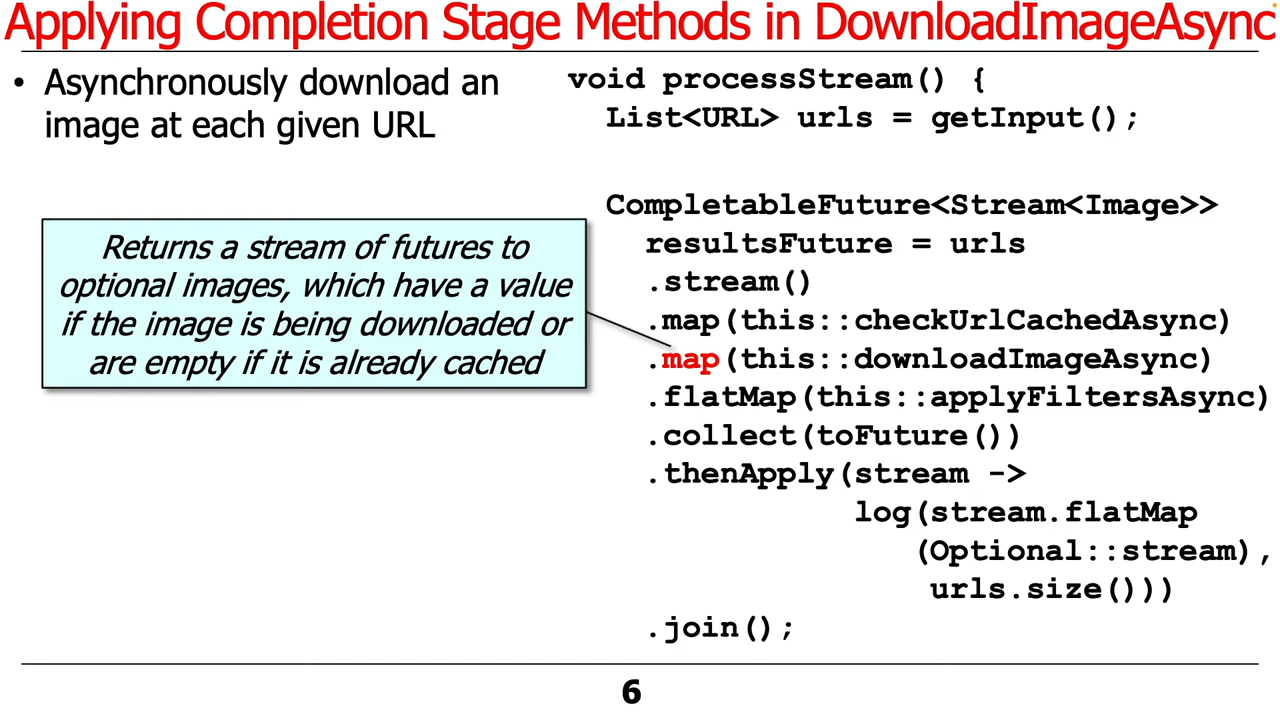 Applying Completion Stage Methods in DownloadImageAsync
• Asynchronously download an
image at each given URL
Returns a stream of futures to
optional images, which have a value
if the image is being downloaded or
are empty if it is already cached
void processStream() {
List<URL> urls = getInput();
CompletableFuture<Stream<Image>>
resultsFuture = urls
.stream()
.map(this::checkUrlCachedAsync)
.map(this::downloadImageAsync)
.flatMap(this::applyFiltersAsync)
.collect(toFuture())
.thenApply(stream ->
log(stream.flatMap
(Optional::stream),
urls.size()))
.join();
6